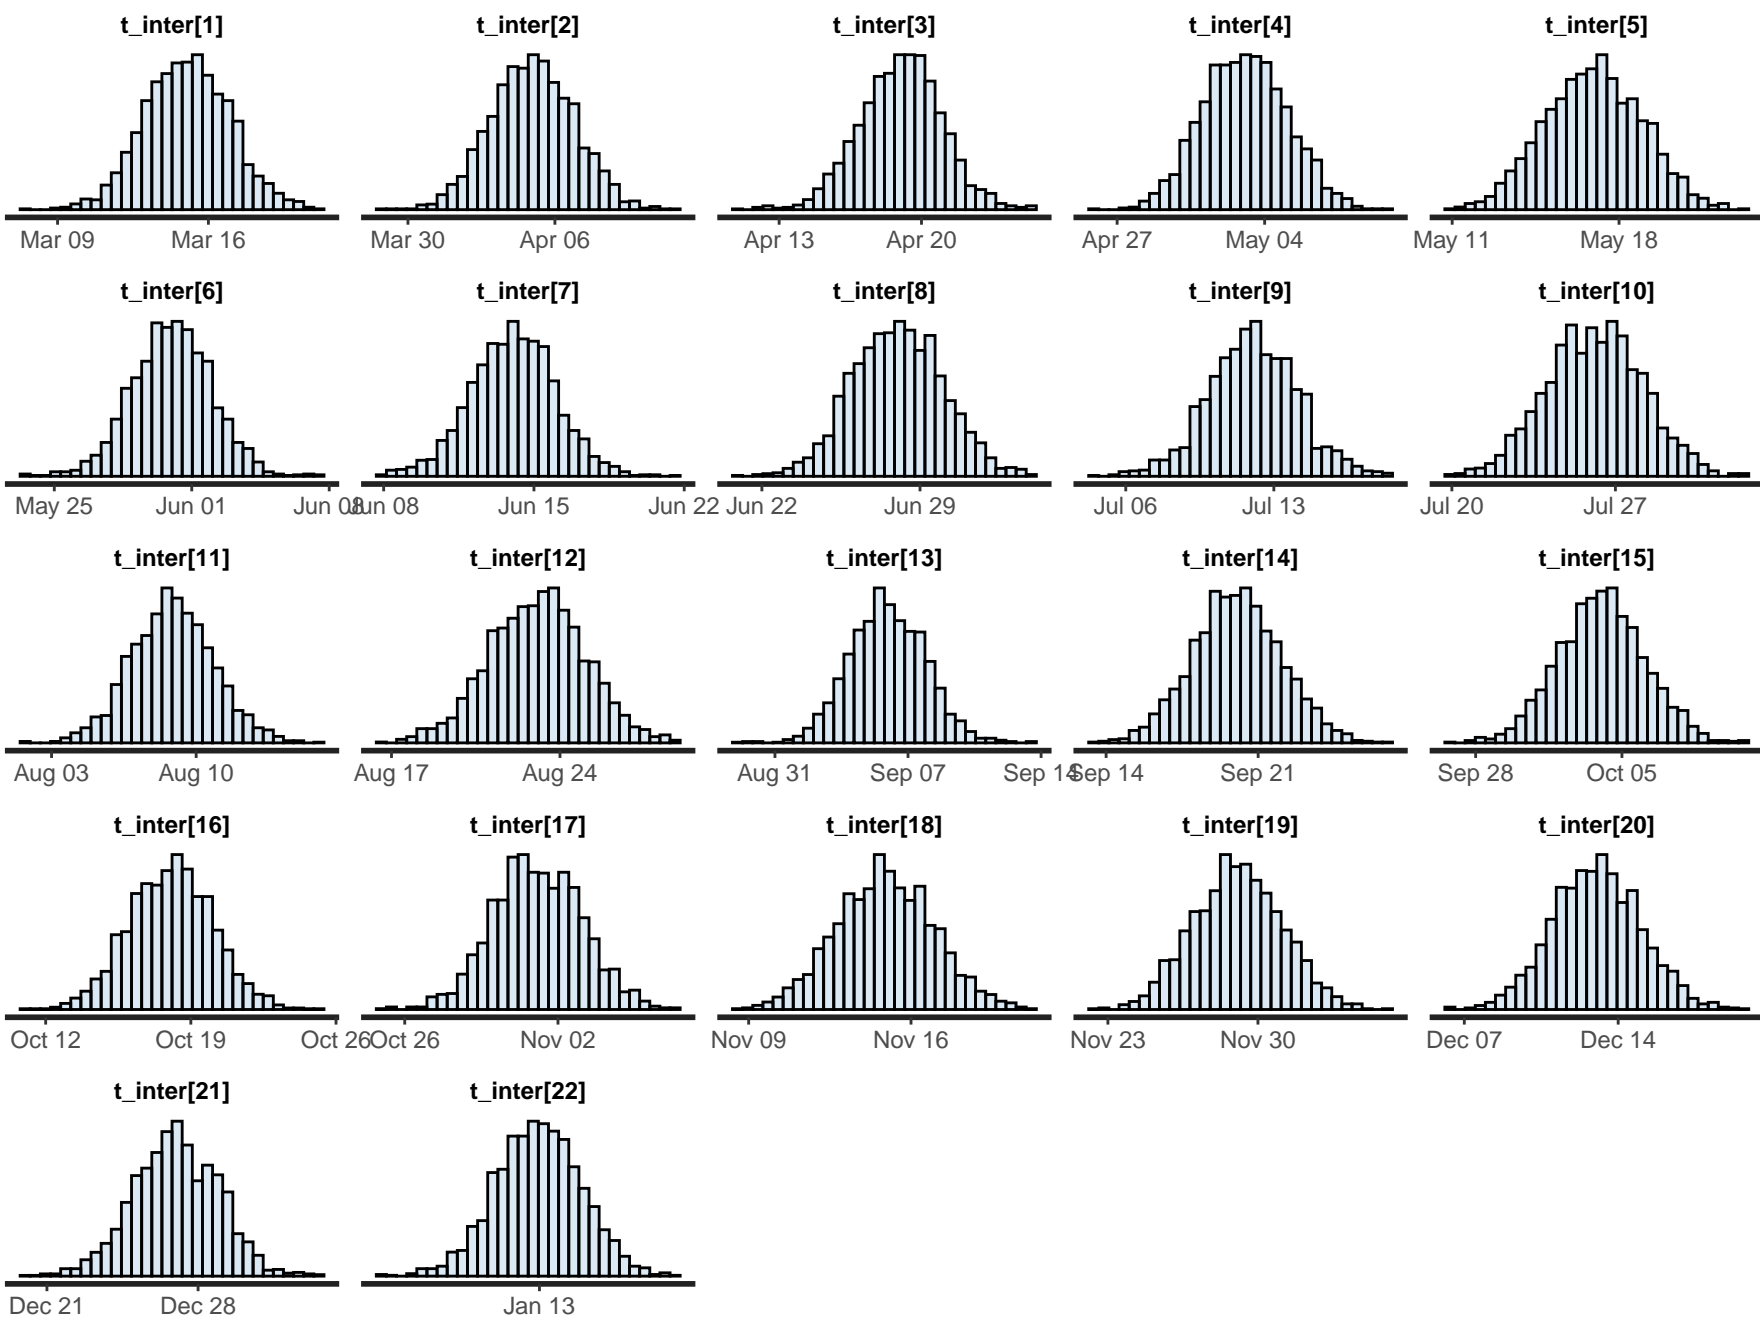 t_inter[1] t_inter[2] t_inter[3] t_inter[4] t_inter[5]
Mar 09 Mar 16 Mar 30 Apr 06 Apr 13 Apr 20 Apr 27 May 04 May 11 May 18
t_inter[6] t_inter[7] t_inter[8] t_inter[9] t_inter[10]
May 25 Jun 01 Jun 08 Jun 08 Jun 15 Jun 22 Jun 22 Jun 29 Jul 06 Jul 13 Jul 20 Jul 27
t_inter[11] t_inter[12] t_inter[13] t_inter[14] t_inter[15]
Aug 03 Aug 10 Aug 17 Aug 24 Aug 31 Sep 07 Sep 14 Sep 14 Sep 21 Sep 28 Oct 05
t_inter[16] t_inter[17] t_inter[18] t_inter[19] t_inter[20]
Oct 12 Oct 19 Oct 26 Oct 26 Nov 02 Nov 09 Nov 16 Nov 23 Nov 30 Dec 07 Dec 14
t_inter[21] t_inter[22]
Dec 21 Dec 28 Jan 13